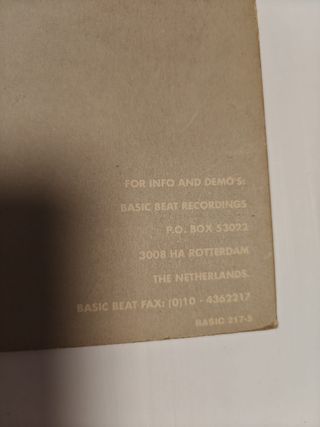 FOR INFO AND DEMO'S:
BASIC BEAT RECORDINGS
P.O. BOX 53022
3008 HA ROTTERDAM
THE NETHERLANDS.
BASIC BEAT FAX: (0)10 - 4362217
BASIC 217-3